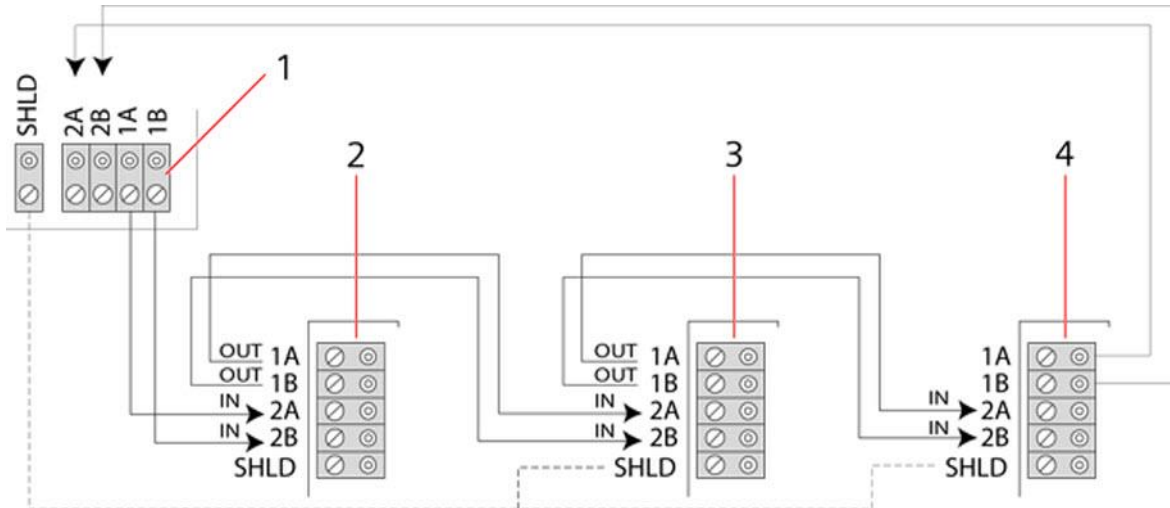 SHLD
2A
2B
1A
1B
1
2
3
4
OUT 1A
OUT 1B
IN 2A
IN 2B
SHLD
OUT 1A
OUT 1B
IN 2A
IN 2B
SHLD
1A
1B
IN 2A
IN 2B
SHLD